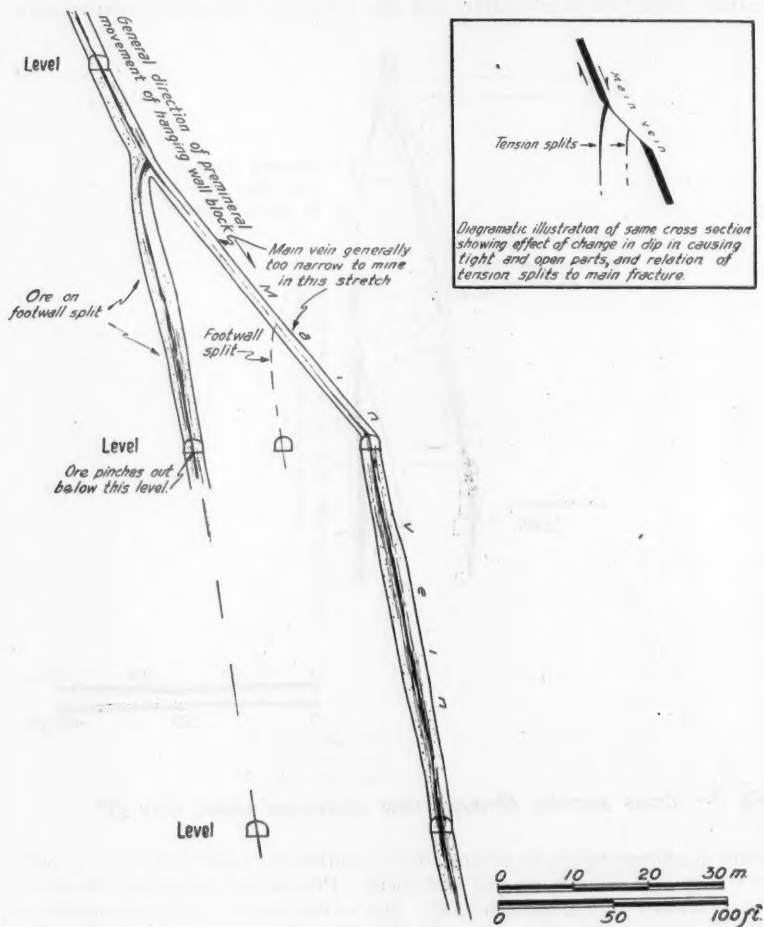 Level
General direction of premineral
movement of hanging wall block
Main vein generally
too narrow to mine
in this stretch
Ore on
footwall split
Footwall
split
Main vein
Level
Ore pinches out
below this level.
Level
Main vein
Tension splits
Diagramatic illustration of same cross section
showing effect of change in dip in causing
tight and open parts, and relation of
tension splits to main fracture.
0 10 20 30 m.
0 50 100 ft.